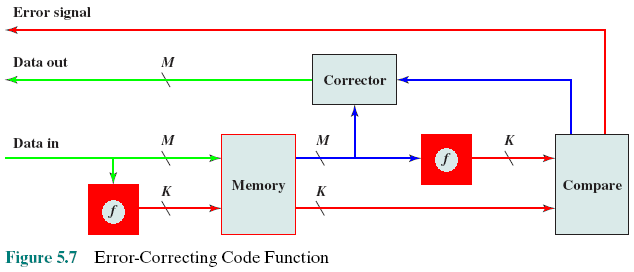 Error signal
Data out
M
Corrector
Data in
M
M
f
K
f
K
Memory
K
Compare
Figure 5.7 Error-Correcting Code Function